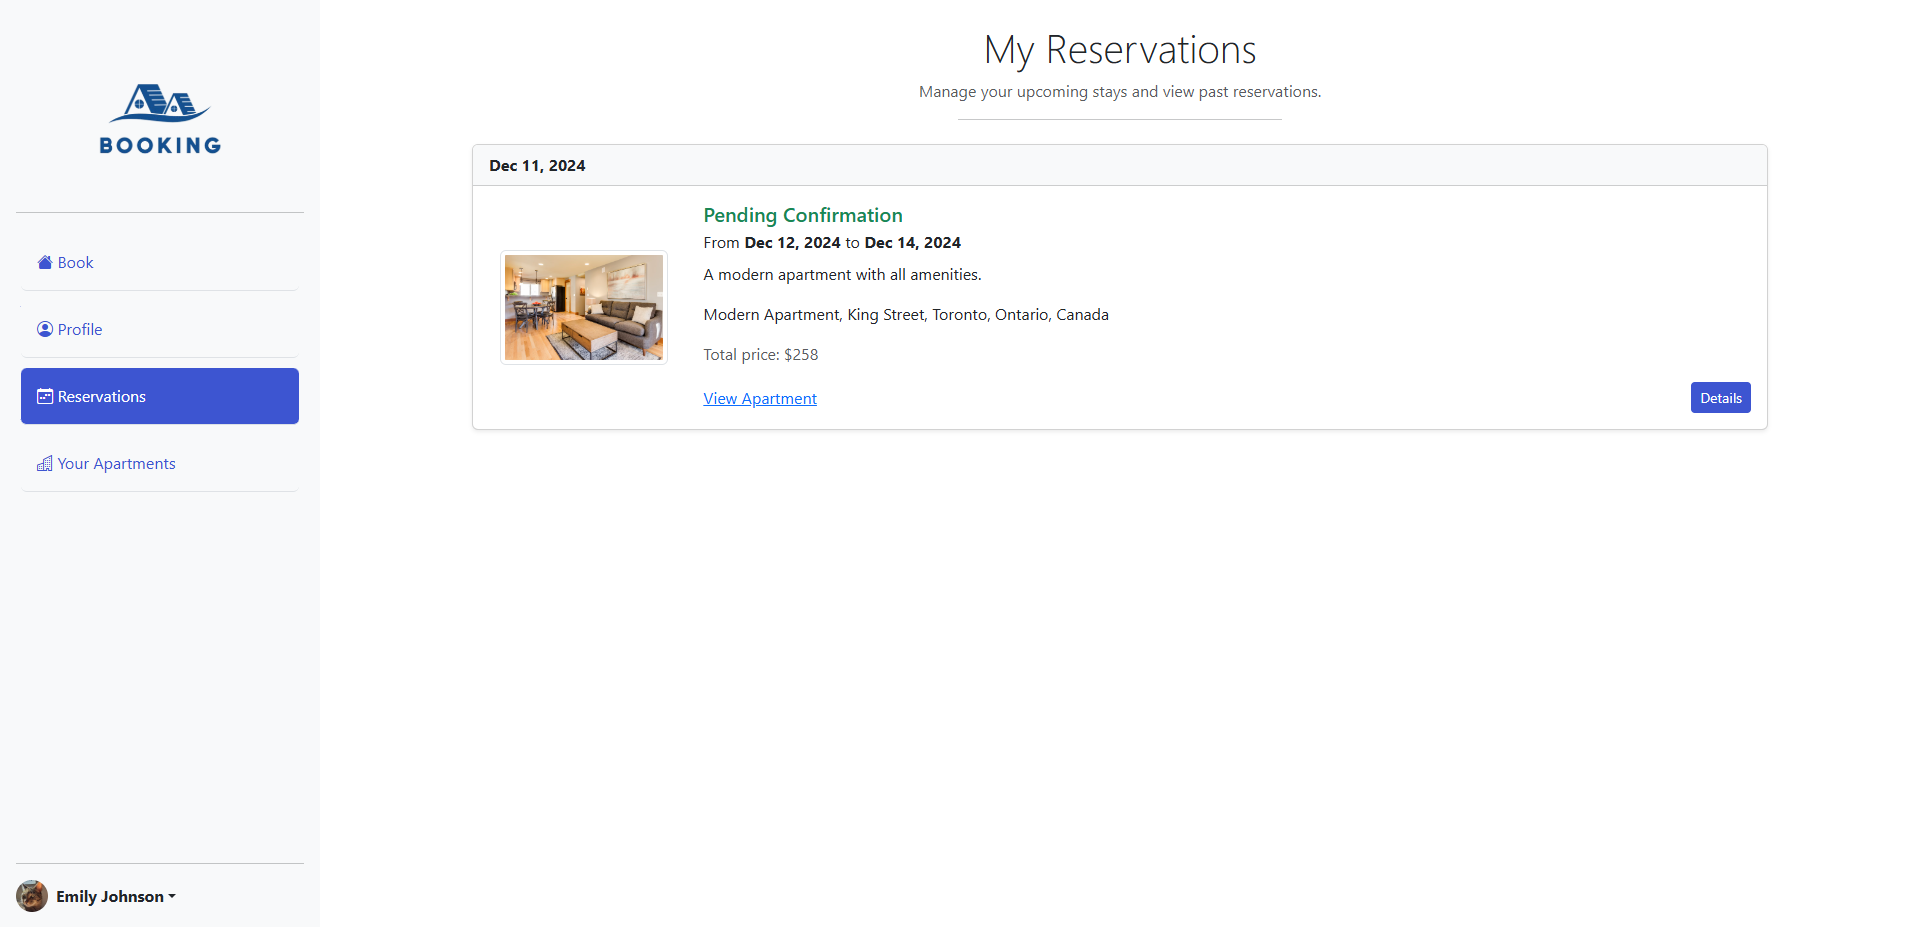 BOOKING
Book
Profile
Reservations
Your Apartments
Emily Johnson
My Reservations
Manage your upcoming stays and view past reservations.
Dec 11, 2024
Pending Confirmation
From Dec 12, 2024 to Dec 14, 2024
A modern apartment with all amenities.
Modern Apartment, King Street, Toronto, Ontario, Canada
Total price: $258
View Apartment
Details